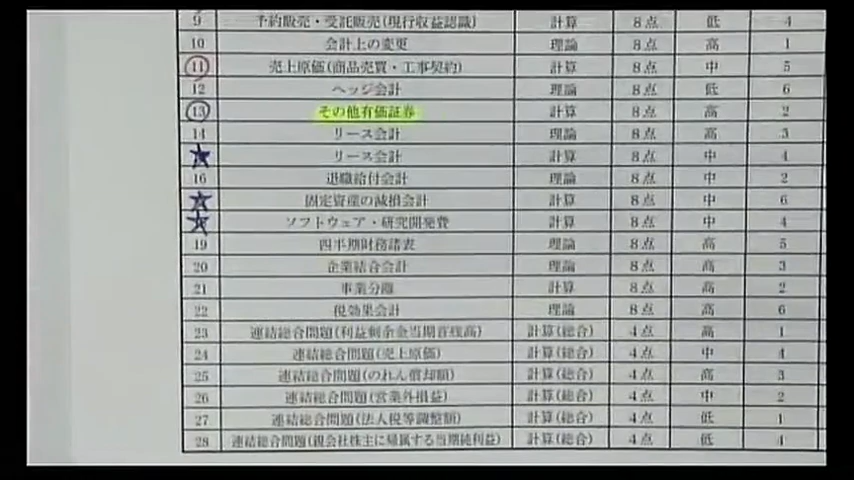 9 予約販売・受託販売(現行収益認識) 計算 8点 低 4
10 会計上の変更 理論 8点 高 1
11 売上原価(商品売買・工事契約) 計算 8点 中 5
12 ヘッジ会計 理論 8点 低 6
13 その他有価証券 計算 8点 高 2
14 リース会計 理論 8点 高 3
リース会計 計算 8点 中 4
16 退職給付会計 理論 8点 中 2
固定資産の減損会計 計算 8点 中 6
ソフトウェア・研究開発費 計算 8点 中 4
19 四半期財務諸表 理論 8点 高 5
20 企業結合会計 理論 8点 高 3
21 事業分離 計算 8点 高 2
22 税効果会計 理論 8点 高 6
23 連結総合問題(利益剰余金当期首残高) 計算(総合) 4点 高 1
24 連結総合問題(売上原価) 計算(総合) 4点 中 4
25 連結総合問題(のれん償却額) 計算(総合) 4点 高 3
26 連結総合問題(営業外損益) 計算(総合) 4点 中 2
27 連結総合問題(法人税等調整額) 計算(総合) 4点 低 1
28 連結総合問題(親会社株主に帰属する当期純利益) 計算(総合) 4点 低 4